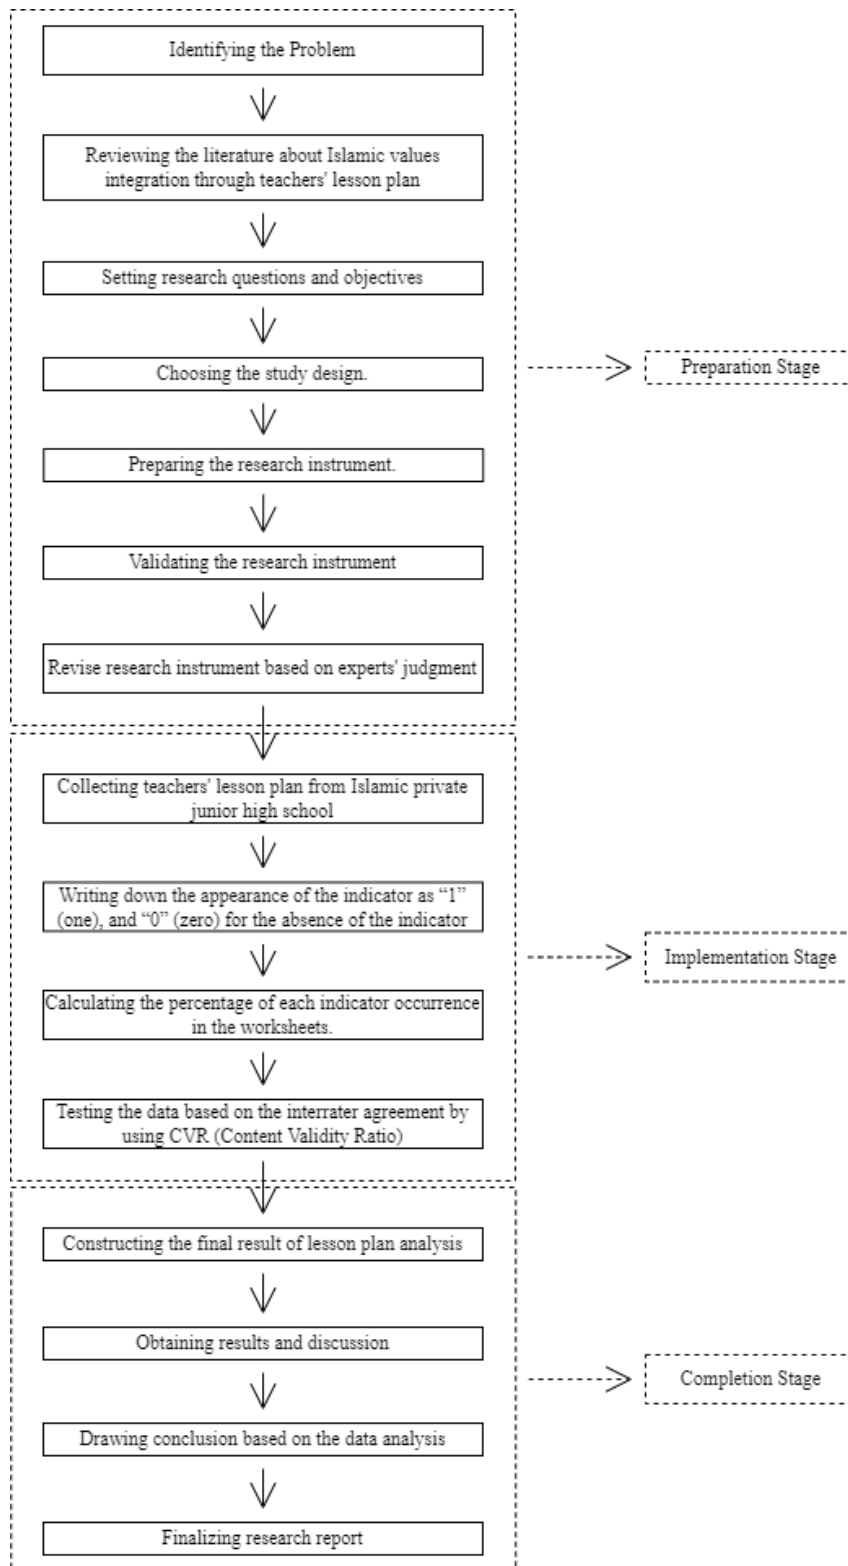 Identifying the Problem
Reviewing the literature about Islamic values
integration through teachers' lesson plan
Setting research questions and objectives
Choosing the study design.
Preparation Stage
Preparing the research instrument.
Validating the research instrument
Revise research instrument based on experts' judgment
Collecting teachers' lesson plan from Islamic private
junior high school
Writing down the appearance of the indicator as “1”
(one), and “0” (zero) for the absence of the indicator
Implementation Stage
Calculating the percentage of each indicator occurrence
in the worksheets.
Testing the data based on the interrater agreement by
using CVR (Content Validity Ratio)
Constructing the final result of lesson plan analysis
Obtaining results and discussion
Completion Stage
Drawing conclusion based on the data analysis
Finalizing research report